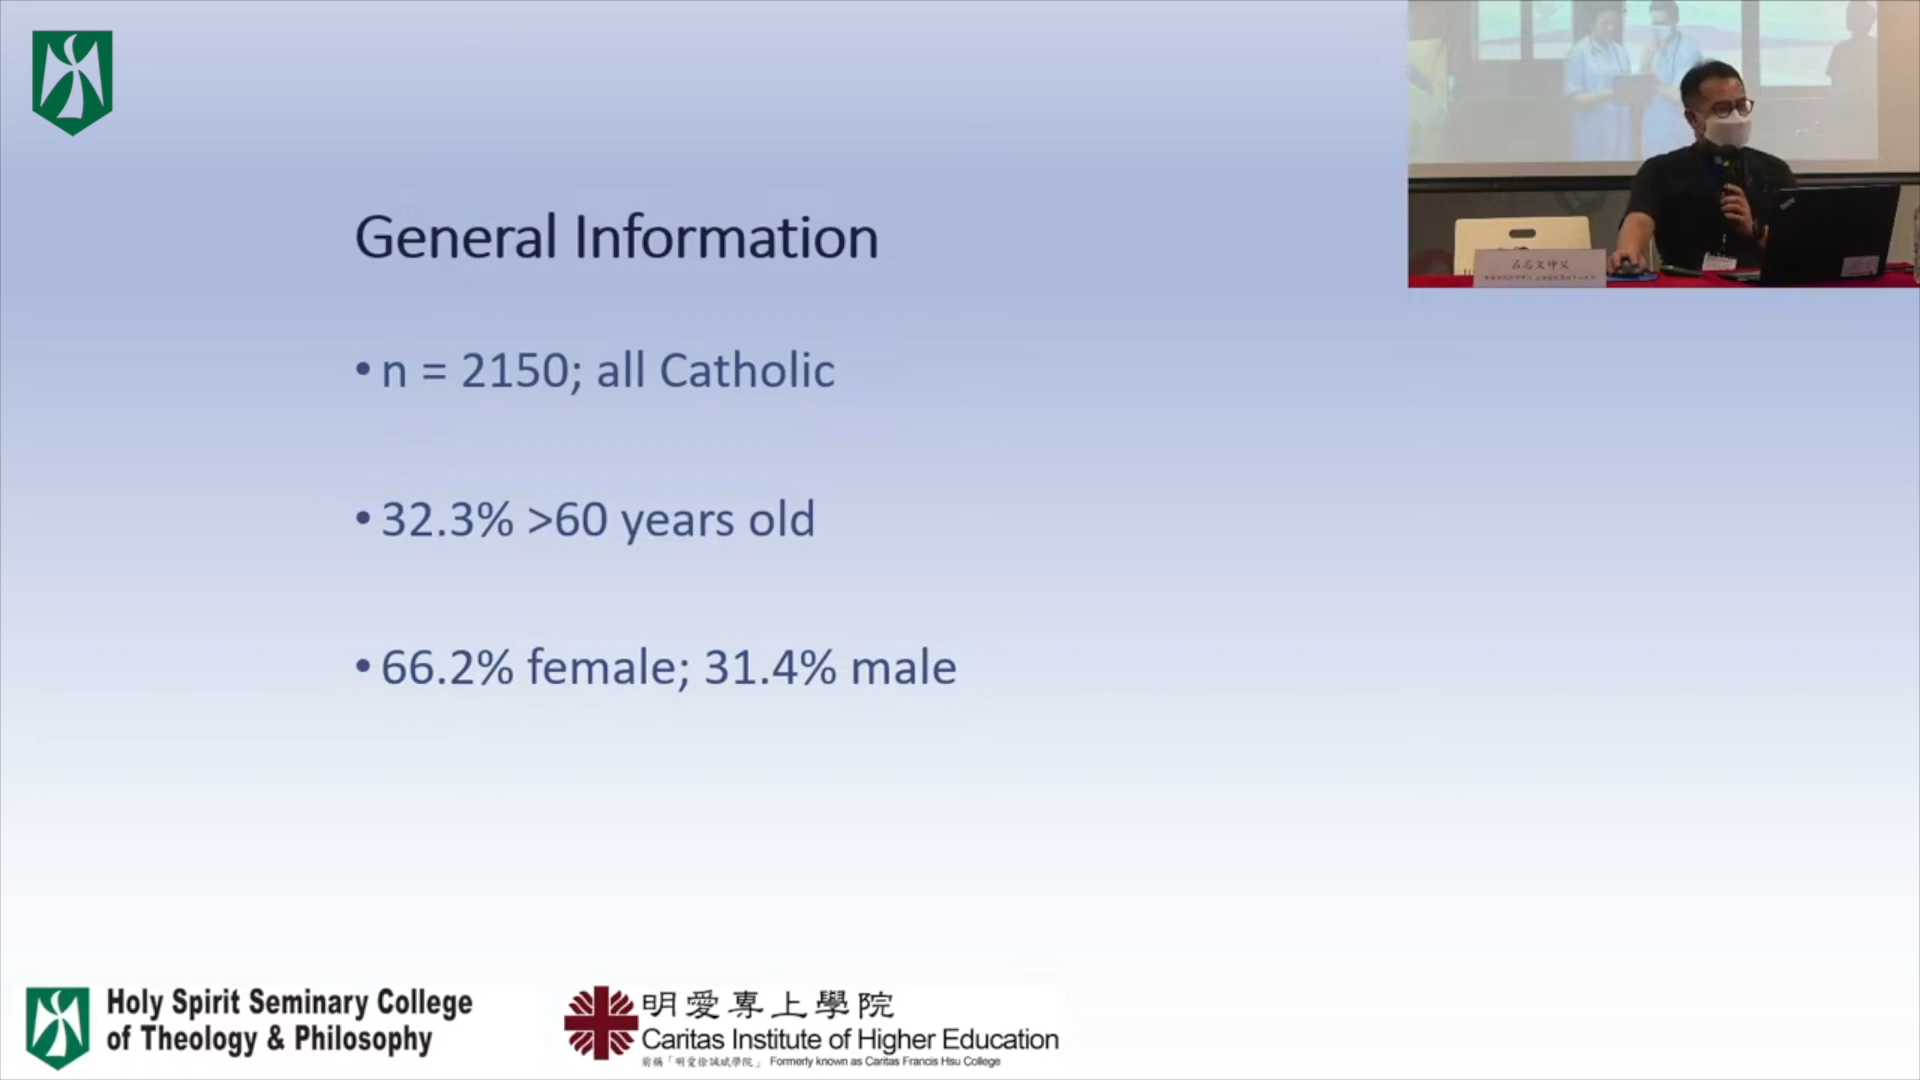 General Information
• n = 2150; all Catholic
• 32.3% >60 years old
• 66.2% female; 31.4% male
Holy Spirit Seminary College
of Theology & Philosophy
明愛專上學院
Caritas Institute of Higher Education
前稱「明愛徐誠斌學院」 Formerly known as Caritas Francis Hsu College